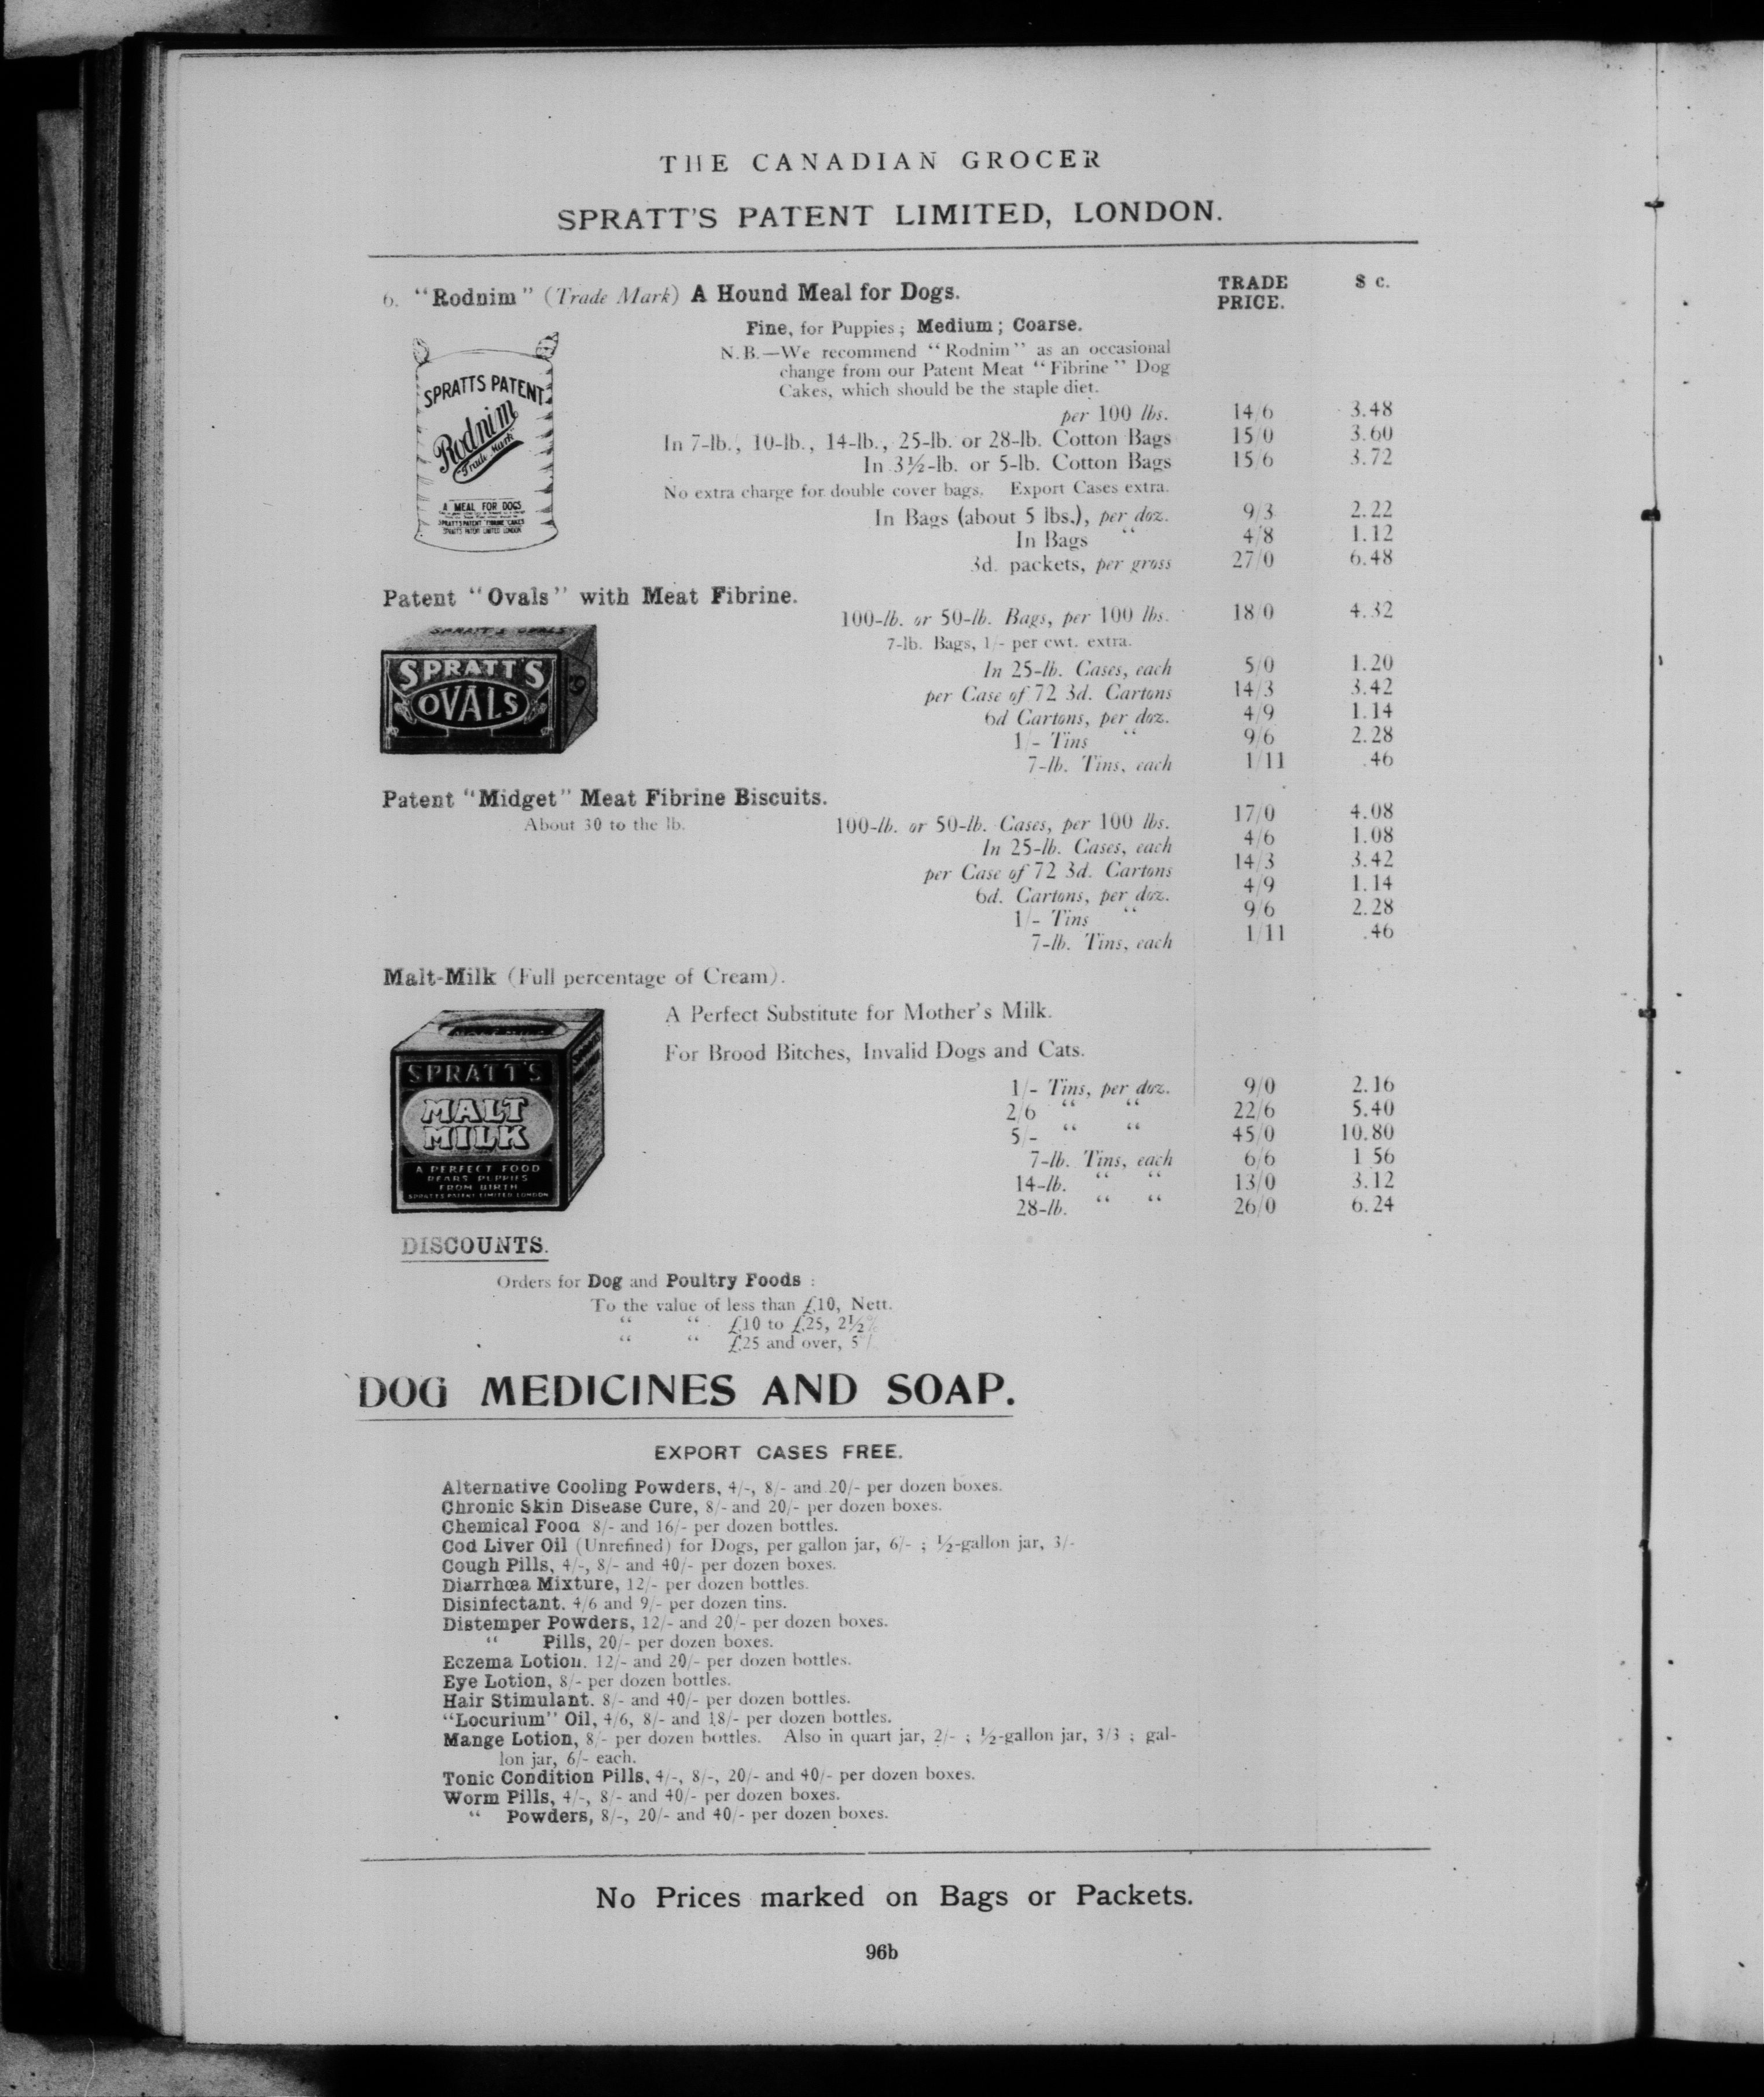 THE CANADIAN GROCER
SPRATT'S PATENT LIMITED, LONDON.
TRADE PRICE. $ c.
6. "Rodnim" (Trade Mark) A Hound Meal for Dogs.
Fine, for Puppies; Medium; Coarse.
N.B.—We recommend "Rodnim" as an occasional
change from our Patent Meat "Fibrine" Dog
Cakes, which should be the staple diet.
per 100 lbs. 14/6 3.48
In 7-lb., 10-lb., 14-lb., 25-lb. or 28-lb. Cotton Bags 15/0 3.60
In 3½-lb. or 5-lb. Cotton Bags 15/6 3.72
No extra charge for double cover bags. Export Cases extra.
In Bags (about 5 lbs.), per doz. 9/3 2.22
In Bags " 4/8 1.12
3d. packets, per gross 27/0 6.48
SPRATTS PATENT
Rodnim
Trade Mark
A MEAL FOR DOGS
SPRATTS PATENT "FIBRINE" CAKES
SPRATTS PATENT LIMITED LONDON
Patent "Ovals" with Meat Fibrine.
100-lb. or 50-lb. Bags, per 100 lbs. 18/0 4.32
7-lb. Bags, 1/- per cwt. extra.
In 25-lb. Cases, each 5/0 1.20
per Case of 72 3d. Cartons 14/3 3.42
6d Cartons, per doz. 4/9 1.14
1/- Tins " 9/6 2.28
7-lb. Tins, each 1/11 .46
SPRATT'S OVALS
SPRATT'S
OVALS
Patent "Midget" Meat Fibrine Biscuits.
About 30 to the lb.
100-lb. or 50-lb. Cases, per 100 lbs. 17/0 4.08
In 25-lb. Cases, each 4/6 1.08
per Case of 72 3d. Cartons 14/3 3.42
6d. Cartons, per doz. 4/9 1.14
1/- Tins " 9/6 2.28
7-lb. Tins, each 1/11 .46
Malt-Milk (Full percentage of Cream).
A Perfect Substitute for Mother's Milk.
For Brood Bitches, Invalid Dogs and Cats.
1/- Tins, per doz. 9/0 2.16
2/6 " " 22/6 5.40
5/- " " 45/0 10.80
7-lb. Tins, each 6/6 1 56
14-lb. " " 13/0 3.12
28-lb. " " 26/0 6.24
SPRATT'S
MALT
MILK
A PERFECT FOOD
REARS PUPPIES
FROM BIRTH
SPRATTS PATENT LIMITED LONDON
DISCOUNTS.
Orders for Dog and Poultry Foods :
To the value of less than £10, Nett.
" " £10 to £25, 2½%
" " £25 and over, 5%
DOG MEDICINES AND SOAP.
EXPORT CASES FREE.
Alternative Cooling Powders, 4/-, 8/- and 20/- per dozen boxes.
Chronic Skin Disease Cure, 8/- and 20/- per dozen boxes.
Chemical Food 8/- and 16/- per dozen bottles.
Cod Liver Oil (Unrefined) for Dogs, per gallon jar, 6/- ; ½-gallon jar, 3/-
Cough Pills, 4/-, 8/- and 40/- per dozen boxes.
Diarrhœa Mixture, 12/- per dozen bottles.
Disinfectant. 4/6 and 9/- per dozen tins.
Distemper Powders, 12/- and 20/- per dozen boxes.
" Pills, 20/- per dozen boxes.
Eczema Lotion. 12/- and 20/- per dozen bottles.
Eye Lotion, 8/- per dozen bottles.
Hair Stimulant. 8/- and 40/- per dozen bottles.
"Locurium" Oil, 4/6, 8/- and 18/- per dozen bottles.
Mange Lotion, 8/- per dozen bottles. Also in quart jar, 2/- ; ½-gallon jar, 3/3 ; gal-
lon jar, 6/- each.
Tonic Condition Pills, 4/-, 8/-, 20/- and 40/- per dozen boxes.
Worm Pills, 4/-, 8/- and 40/- per dozen boxes.
" Powders, 8/-, 20/- and 40/- per dozen boxes.
No Prices marked on Bags or Packets.
96b